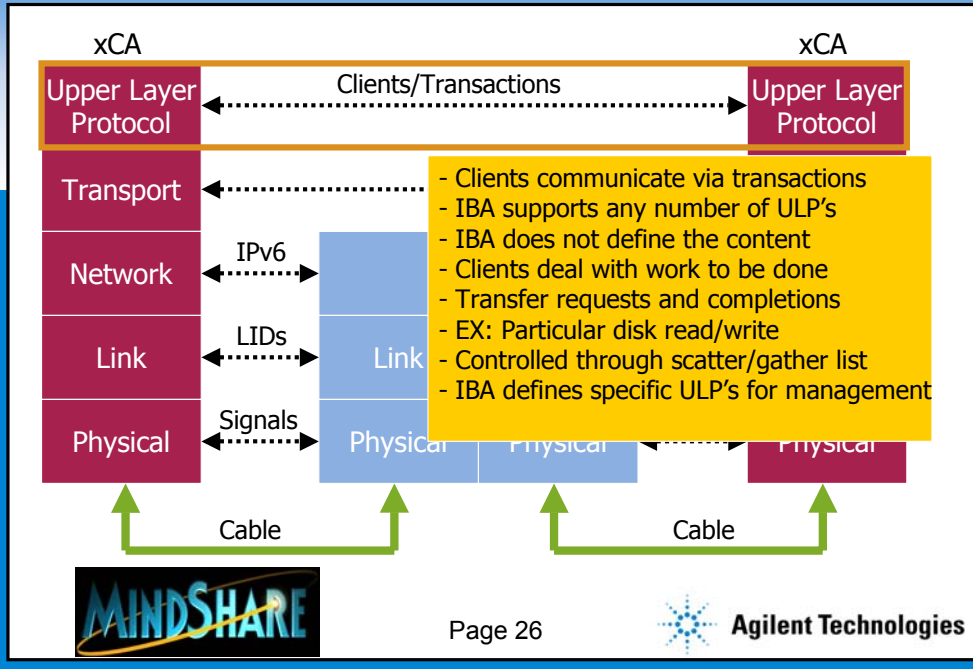 xCA
xCA
Upper Layer
Protocol
Clients/Transactions
Upper Layer
Protocol
Transport
- Clients communicate via transactions
- IBA supports any number of ULP's
- IBA does not define the content
- Clients deal with work to be done
- Transfer requests and completions
- EX: Particular disk read/write
- Controlled through scatter/gather list
- IBA defines specific ULP's for management
Network
IPv6
Link
LIDs
Link
Physical
Signals
Physical
Physical
Physical
Cable
Cable
MINDSHARE
Page 26
Agilent Technologies